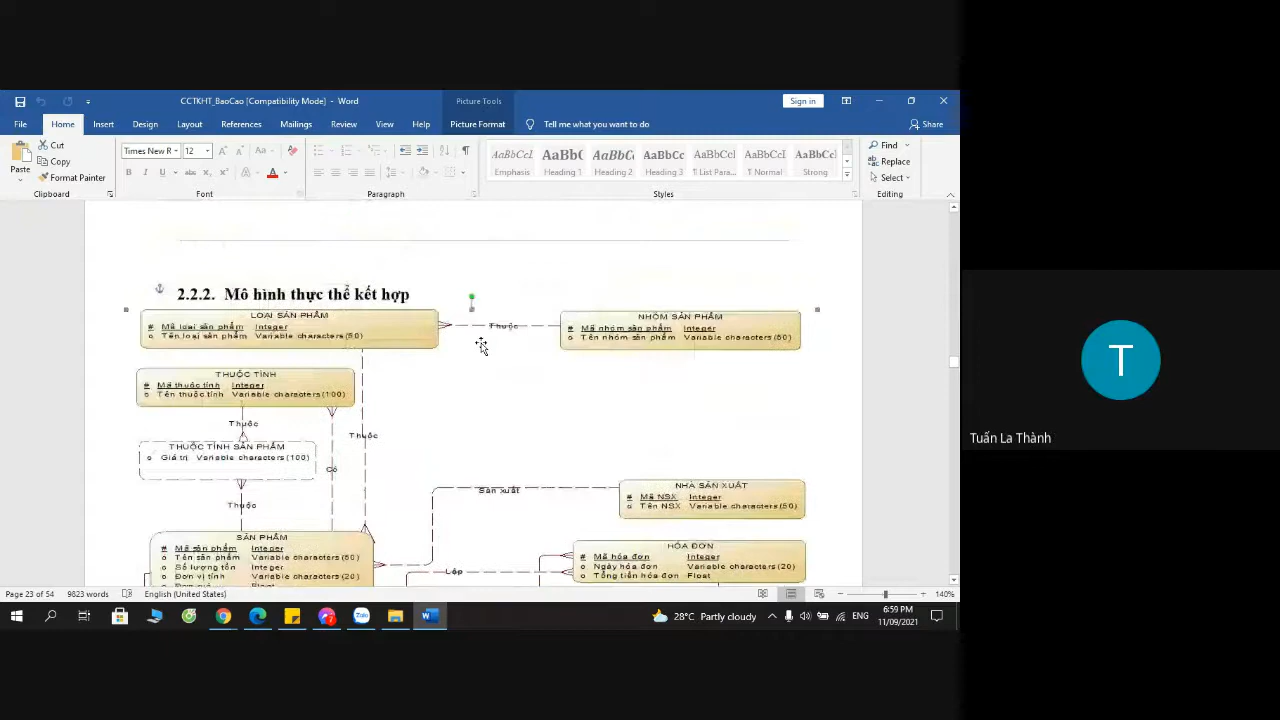 CCTKHT_BaoCao [Compatibility Mode] - Word
Picture Tools
Sign in
File Home Insert Design Layout References Mailings Review View Help Picture Format Tell me what you want to do Share
Paste
Cut
Copy
Format Painter
Times New R 12
AaBbCcI AaBb( AaBbCc AaBbCc AaBbCcI AaBbCcI AaBbCc
Emphasis Heading 1 Heading 2 Heading 3 ¶ List Para... ¶ Normal Strong
Find
Replace
Select
Clipboard Font Paragraph Styles Editing
2.2.2. Mô hình thực thể kết hợp
LOẠI SẢN PHẨM
# Mã loại sản phẩm Integer
o Tên loại sản phẩm Variable characters (50)
Thuộc
NHÓM SẢN PHẨM
# Mã nhóm sản phẩm Integer
o Tên nhóm sản phẩm Variable characters (50)
THUỘC TÍNH
# Mã thuộc tính Integer
o Tên thuộc tính Variable characters (100)
Thuộc
Thuộc
THUỘC TÍNH SẢN PHẨM
o Giá trị Variable characters (100)
Có
Thuộc
Sản xuất
NHÀ SẢN XUẤT
# Mã NSX Integer
o Tên NSX Variable characters (50)
SẢN PHẨM
# Mã sản phẩm Integer
o Tên sản phẩm Variable characters (50)
o Số lượng tồn Integer
o Đơn vị tính Variable characters (20)
Lập
HÓA ĐƠN
# Mã hóa đơn Integer
o Ngày hóa đơn Variable characters (20)
o Tổng tiền hóa đơn Float
Page 23 of 54 9823 words English (United States) 140%
28°C Partly cloudy ENG
6:59 PM
11/09/2021
Zalo
T
Tuấn La Thành